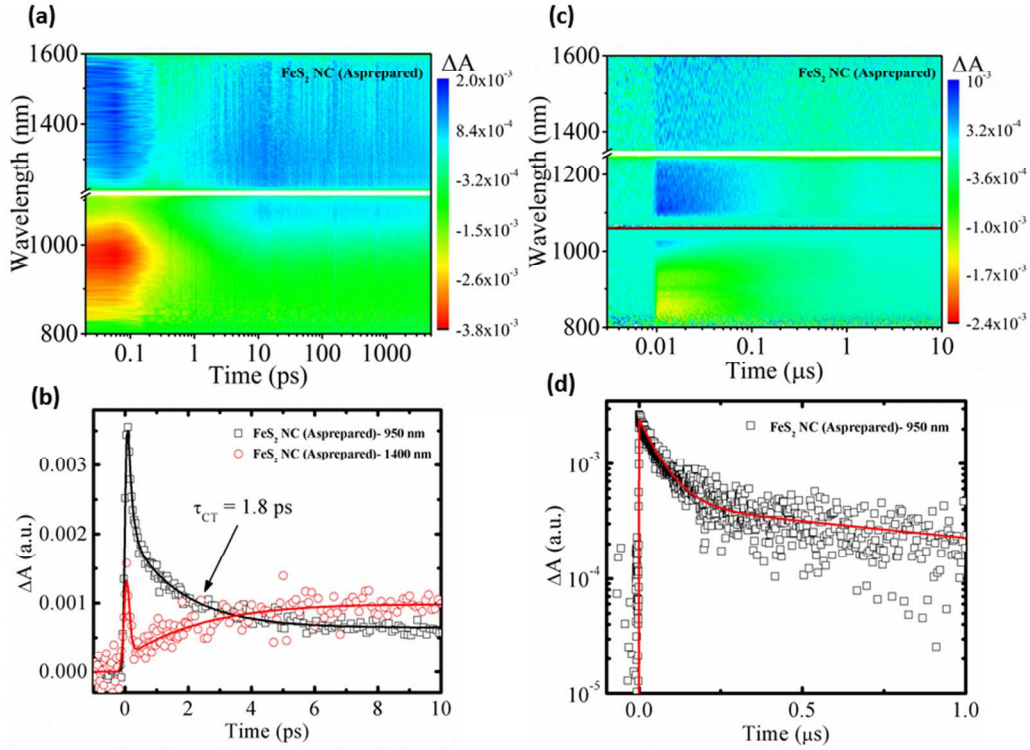 (a)
FeS₂ NC (Asprepared)
Wavelength (nm)
1600
1400
1000
800
0.1
1
10
100
1000
Time (ps)
ΔA
2.0x10⁻³
8.4x10⁻⁴
-3.2x10⁻⁴
-1.5x10⁻³
-2.6x10⁻³
-3.8x10⁻³
(c)
FeS₂ NC (Asprepared)
Wavelength (nm)
1600
1400
1200
1000
800
0.01
0.1
1
10
Time (μs)
ΔA
10⁻³
3.2x10⁻⁴
-3.6x10⁻⁴
-1.0x10⁻³
-1.7x10⁻³
-2.4x10⁻³
(b)
FeS₂ NC (Asprepared)- 950 nm
FeS₂ NC (Asprepared)- 1400 nm
τCT = 1.8 ps
ΔA (a.u.)
0.003
0.002
0.001
0.000
0
2
4
6
8
10
Time (ps)
(d)
FeS₂ NC (Asprepared)- 950 nm
ΔA (a.u.)
10⁻³
10⁻⁴
10⁻⁵
0.0
0.5
1.0
Time (μs)